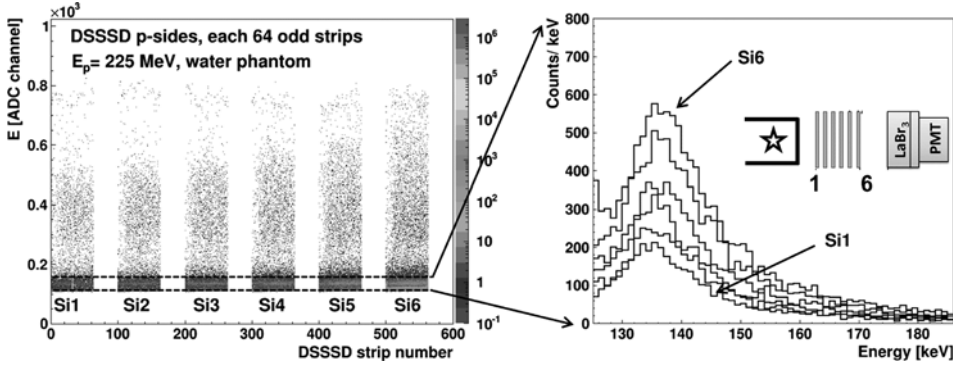 ×10³
1
0.8
0.6
0.4
0.2
0
E [ADC channel]
DSSSD p-sides, each 64 odd strips
Eₚ= 225 MeV, water phantom
Si1 Si2 Si3 Si4 Si5 Si6
0 100 200 300 400 500 600
DSSSD strip number
10⁶
10⁵
10⁴
10³
10²
10
1
10⁻¹
800
700
600
500
400
300
200
100
0
Counts/ keV
Si6
LaBr₃
PMT
1 6
Si1
130 140 150 160 170 180
Energy [keV]